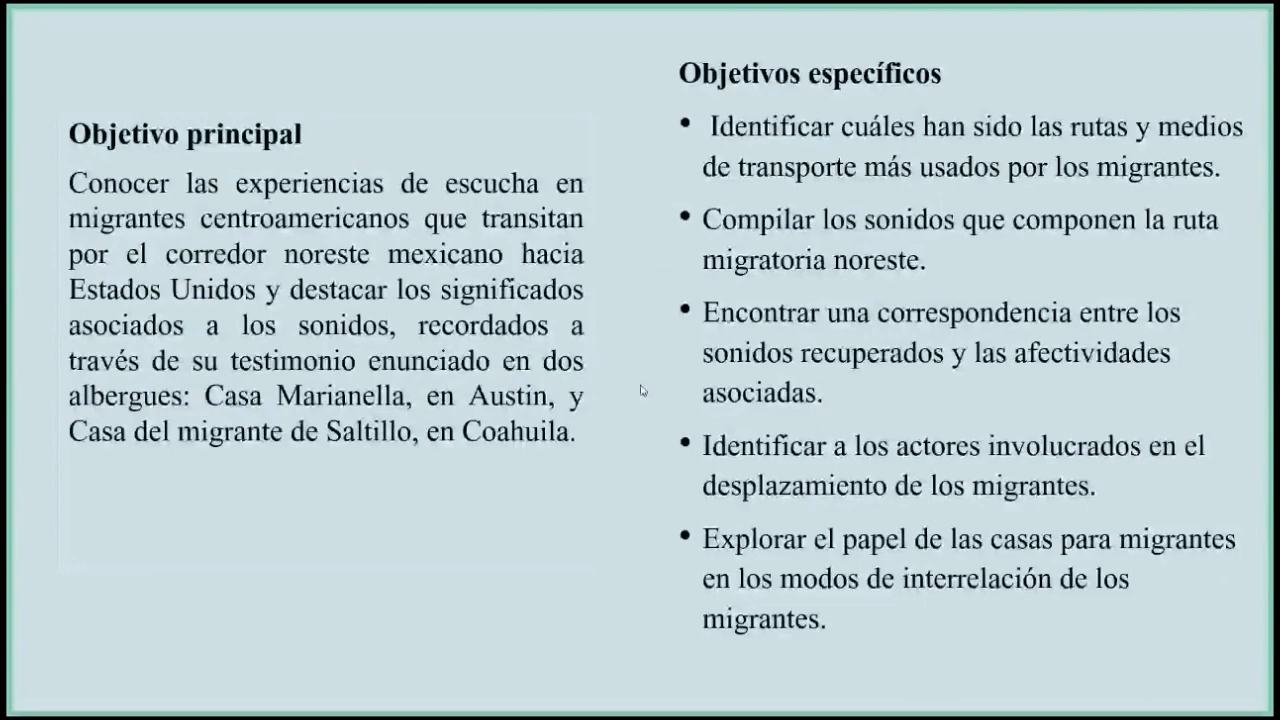 Objetivo principal
Conocer las experiencias de escucha en
migrantes centroamericanos que transitan
por el corredor noreste mexicano hacia
Estados Unidos y destacar los significados
asociados a los sonidos, recordados a
través de su testimonio enunciado en dos
albergues: Casa Marianella, en Austin, y
Casa del migrante de Saltillo, en Coahuila.
Objetivos específicos
• Identificar cuáles han sido las rutas y medios
de transporte más usados por los migrantes.
• Compilar los sonidos que componen la ruta
migratoria noreste.
• Encontrar una correspondencia entre los
sonidos recuperados y las afectividades
asociadas.
• Identificar a los actores involucrados en el
desplazamiento de los migrantes.
• Explorar el papel de las casas para migrantes
en los modos de interrelación de los
migrantes.